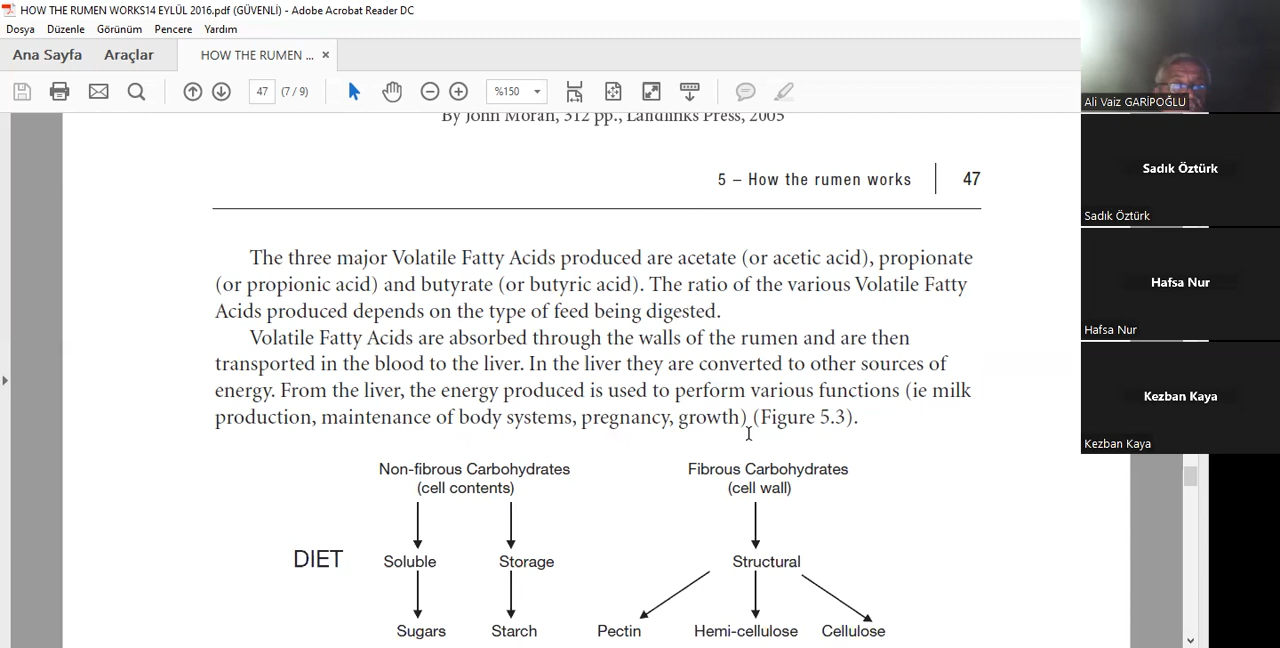 HOW THE RUMEN WORKS14 EYLÜL 2016.pdf (GÜVENLİ) - Adobe Acrobat Reader DC
Dosya Düzenle Görünüm Pencere Yardım
Ana Sayfa Araçlar HOW THE RUMEN ... ×
47 (7 / 9) %150
By John Moran, 312 pp., Landlinks Press, 2005
5 – How the rumen works 47
The three major Volatile Fatty Acids produced are acetate (or acetic acid), propionate
(or propionic acid) and butyrate (or butyric acid). The ratio of the various Volatile Fatty
Acids produced depends on the type of feed being digested.
Volatile Fatty Acids are absorbed through the walls of the rumen and are then
transported in the blood to the liver. In the liver they are converted to other sources of
energy. From the liver, the energy produced is used to perform various functions (ie milk
production, maintenance of body systems, pregnancy, growth) (Figure 5.3).
Non-fibrous Carbohydrates Fibrous Carbohydrates
(cell contents) (cell wall)
DIET Soluble Storage Structural
Sugars Starch Pectin Hemi-cellulose Cellulose
Ali Vaiz GARİPOĞLU
Sadık Öztürk
Sadık Öztürk
Hafsa Nur
Hafsa Nur
Kezban Kaya
Kezban Kaya